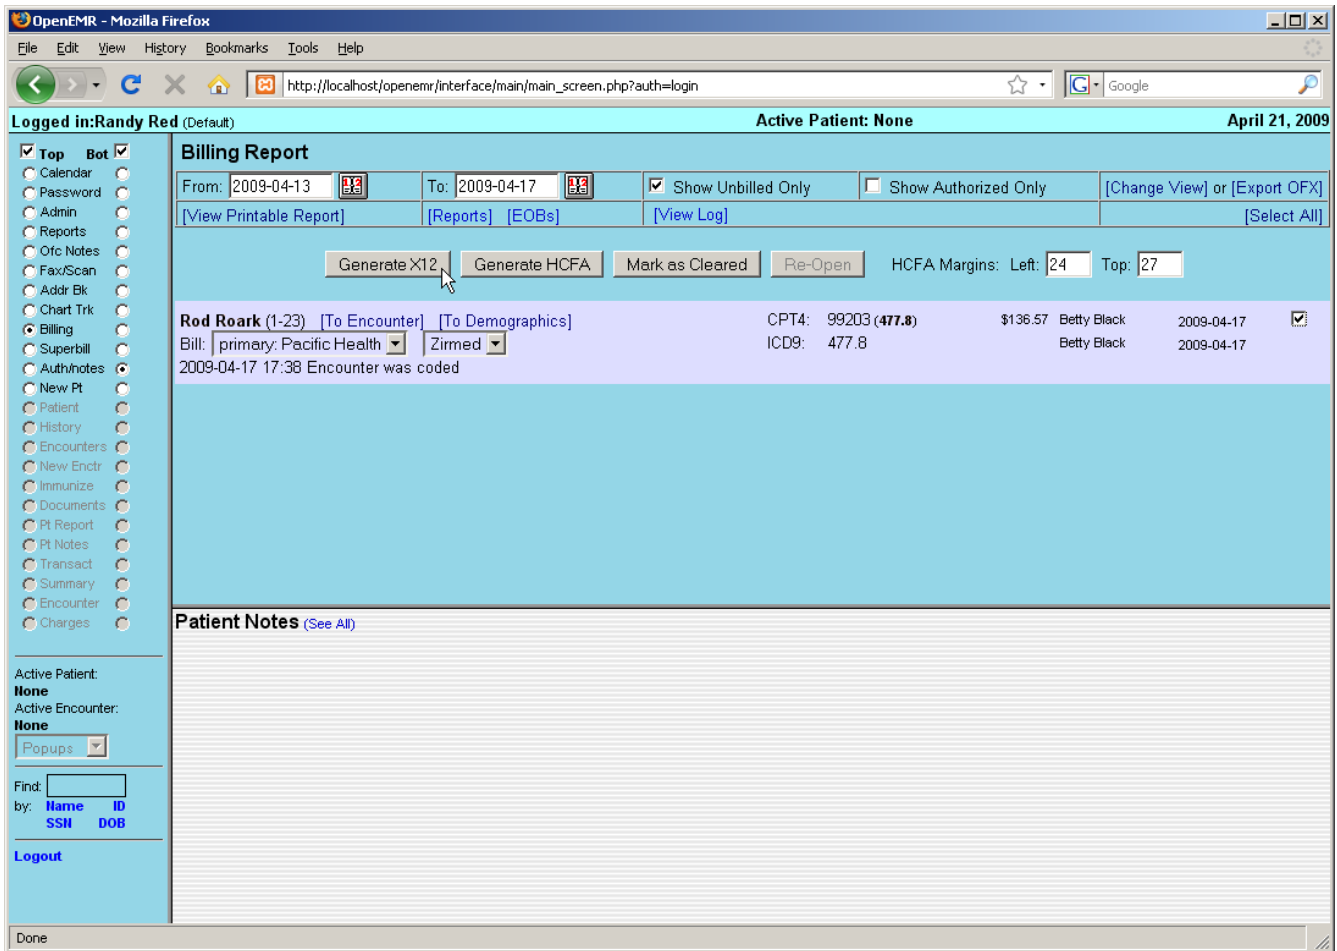 OpenEMR - Mozilla Firefox
File Edit View History Bookmarks Tools Help
http://localhost/openemr/interface/main/main_screen.php?auth=login
G Google
Logged in:Randy Red (Default) Active Patient: None April 21, 2009
Top Bot
Calendar
Password
Admin
Reports
Ofc Notes
Fax/Scan
Addr Bk
Chart Trk
Billing
Superbill
Auth/notes
New Pt
Patient
History
Encounters
New Enctr
Immunize
Documents
Pt Report
Pt Notes
Transact
Summary
Encounter
Charges
Active Patient:
None
Active Encounter:
None
Popups
Find:
by: Name ID
SSN DOB
Logout
Billing Report
From: 2009-04-13 To: 2009-04-17 Show Unbilled Only Show Authorized Only [Change View] or [Export OFX]
[View Printable Report] [Reports] [EOBs] [View Log] [Select All]
Generate X12 Generate HCFA Mark as Cleared Re-Open HCFA Margins: Left: 24 Top: 27
Rod Roark (1-23) [To Encounter] [To Demographics] CPT4: 99203 (477.8) $136.57 Betty Black 2009-04-17
Bill: primary: Pacific Health Zirmed ICD9: 477.8 Betty Black 2009-04-17
2009-04-17 17:38 Encounter was coded
Patient Notes (See All)
Done